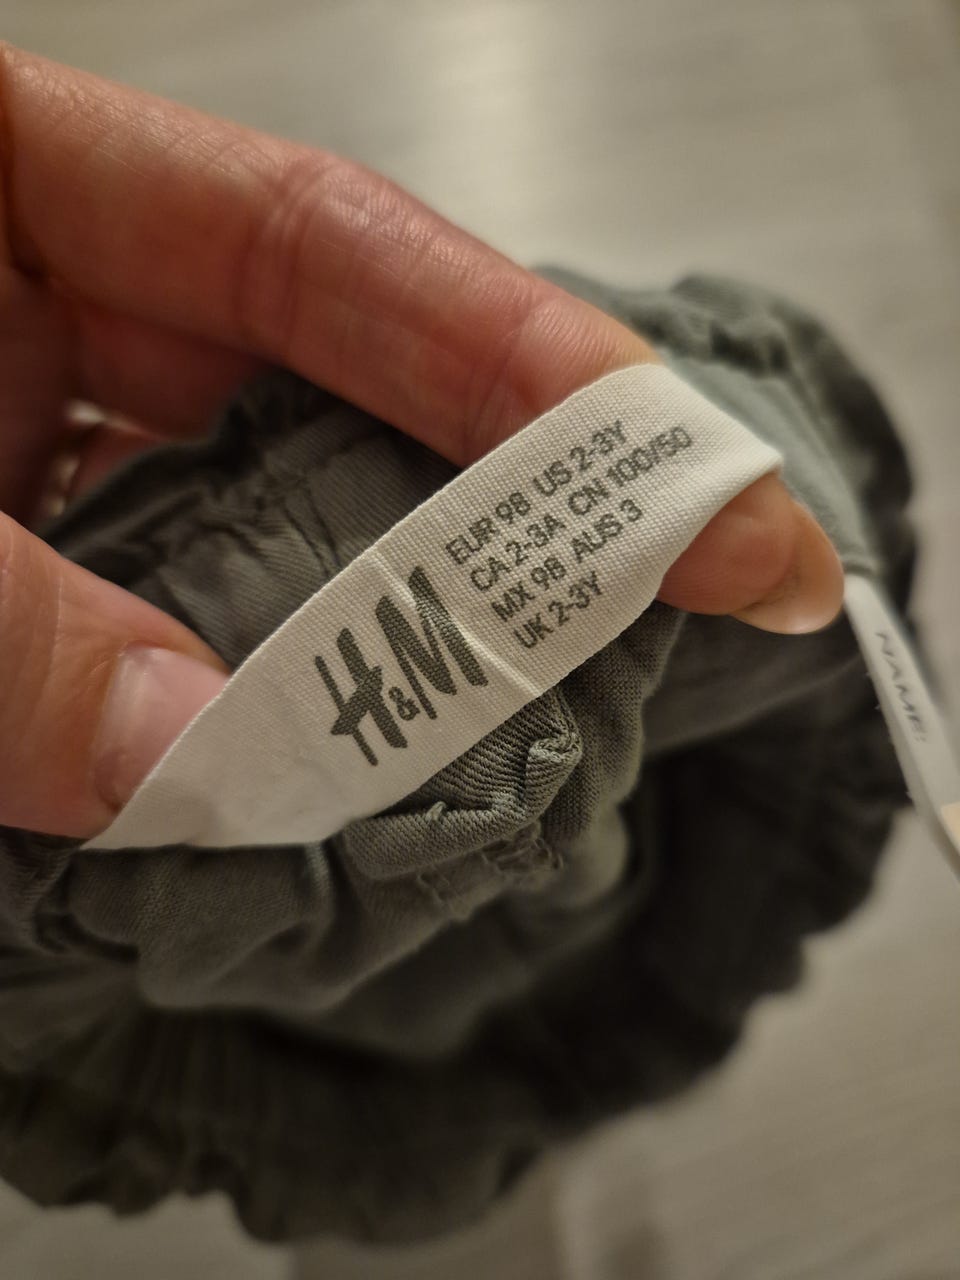 H&M
EUR 98 US 2-3Y
CA 2-3A CN 100/50
MX 98 AUS 3
UK 2-3Y
NAME: